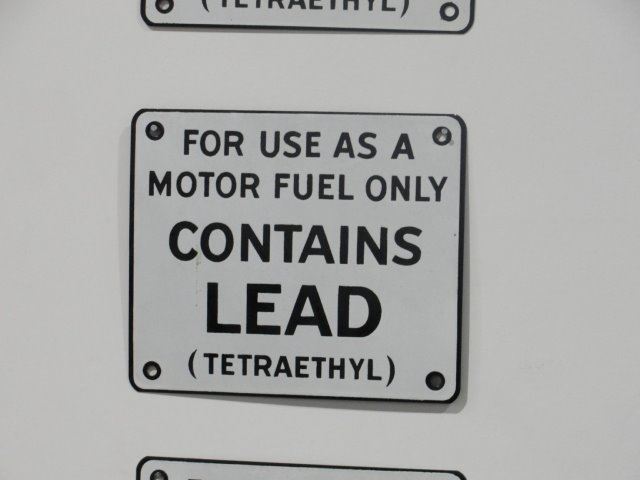 (TETRAETHYL)
FOR USE AS A
MOTOR FUEL ONLY
CONTAINS
LEAD
(TETRAETHYL)